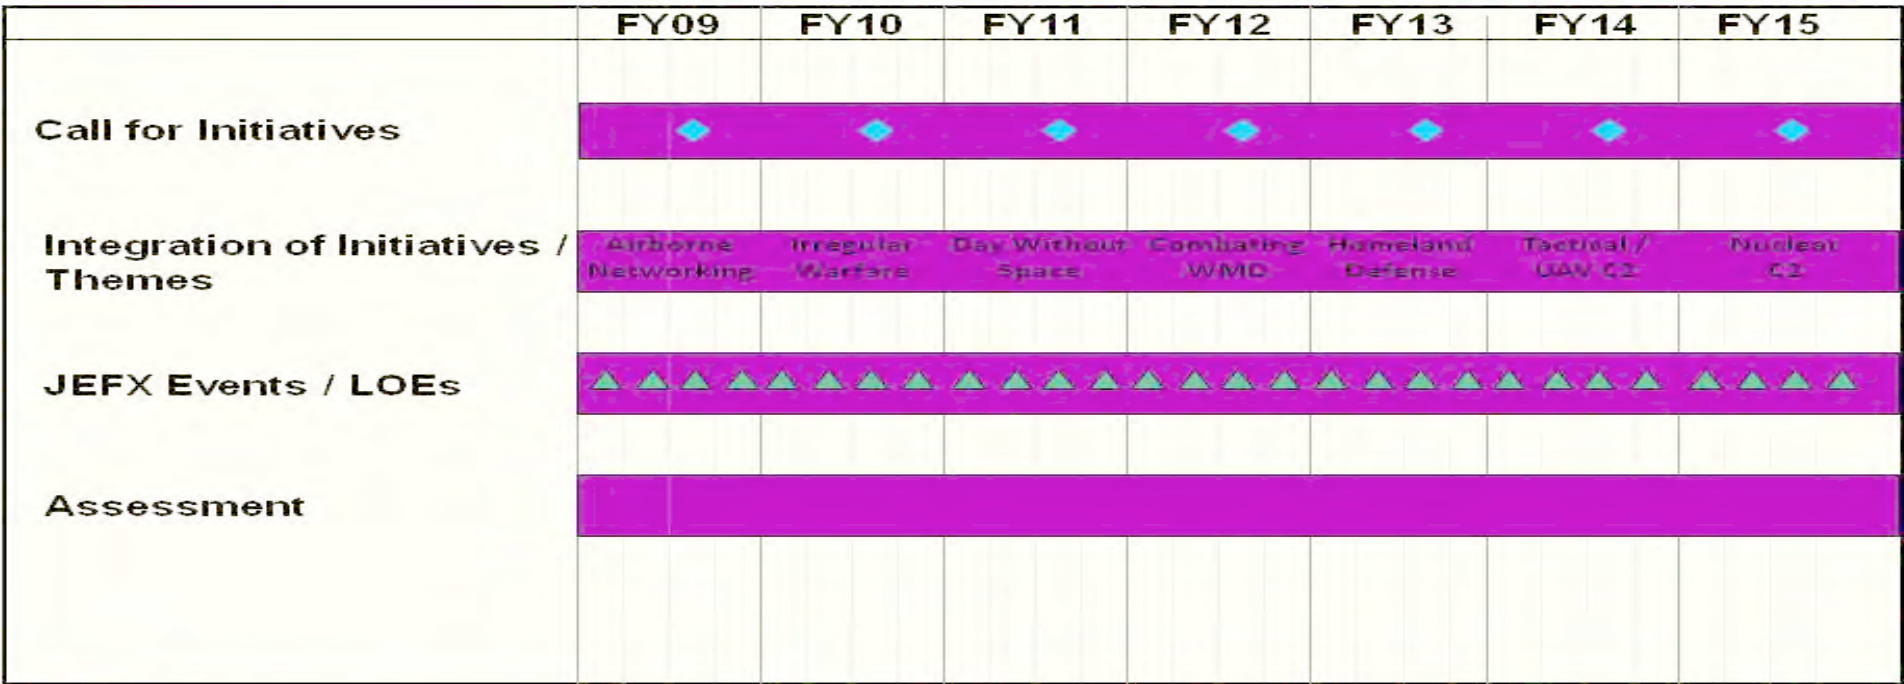 FY09 FY10 FY11 FY12 FY13 FY14 FY15
Call for Initiatives
Integration of Initiatives /
Themes
Airborne Irregular Day Without Combating Homeland Tactical / Nuclear
Networking Warfare Space WMD Defense UAV C2 C2
JEFX Events / LOEs
Assessment